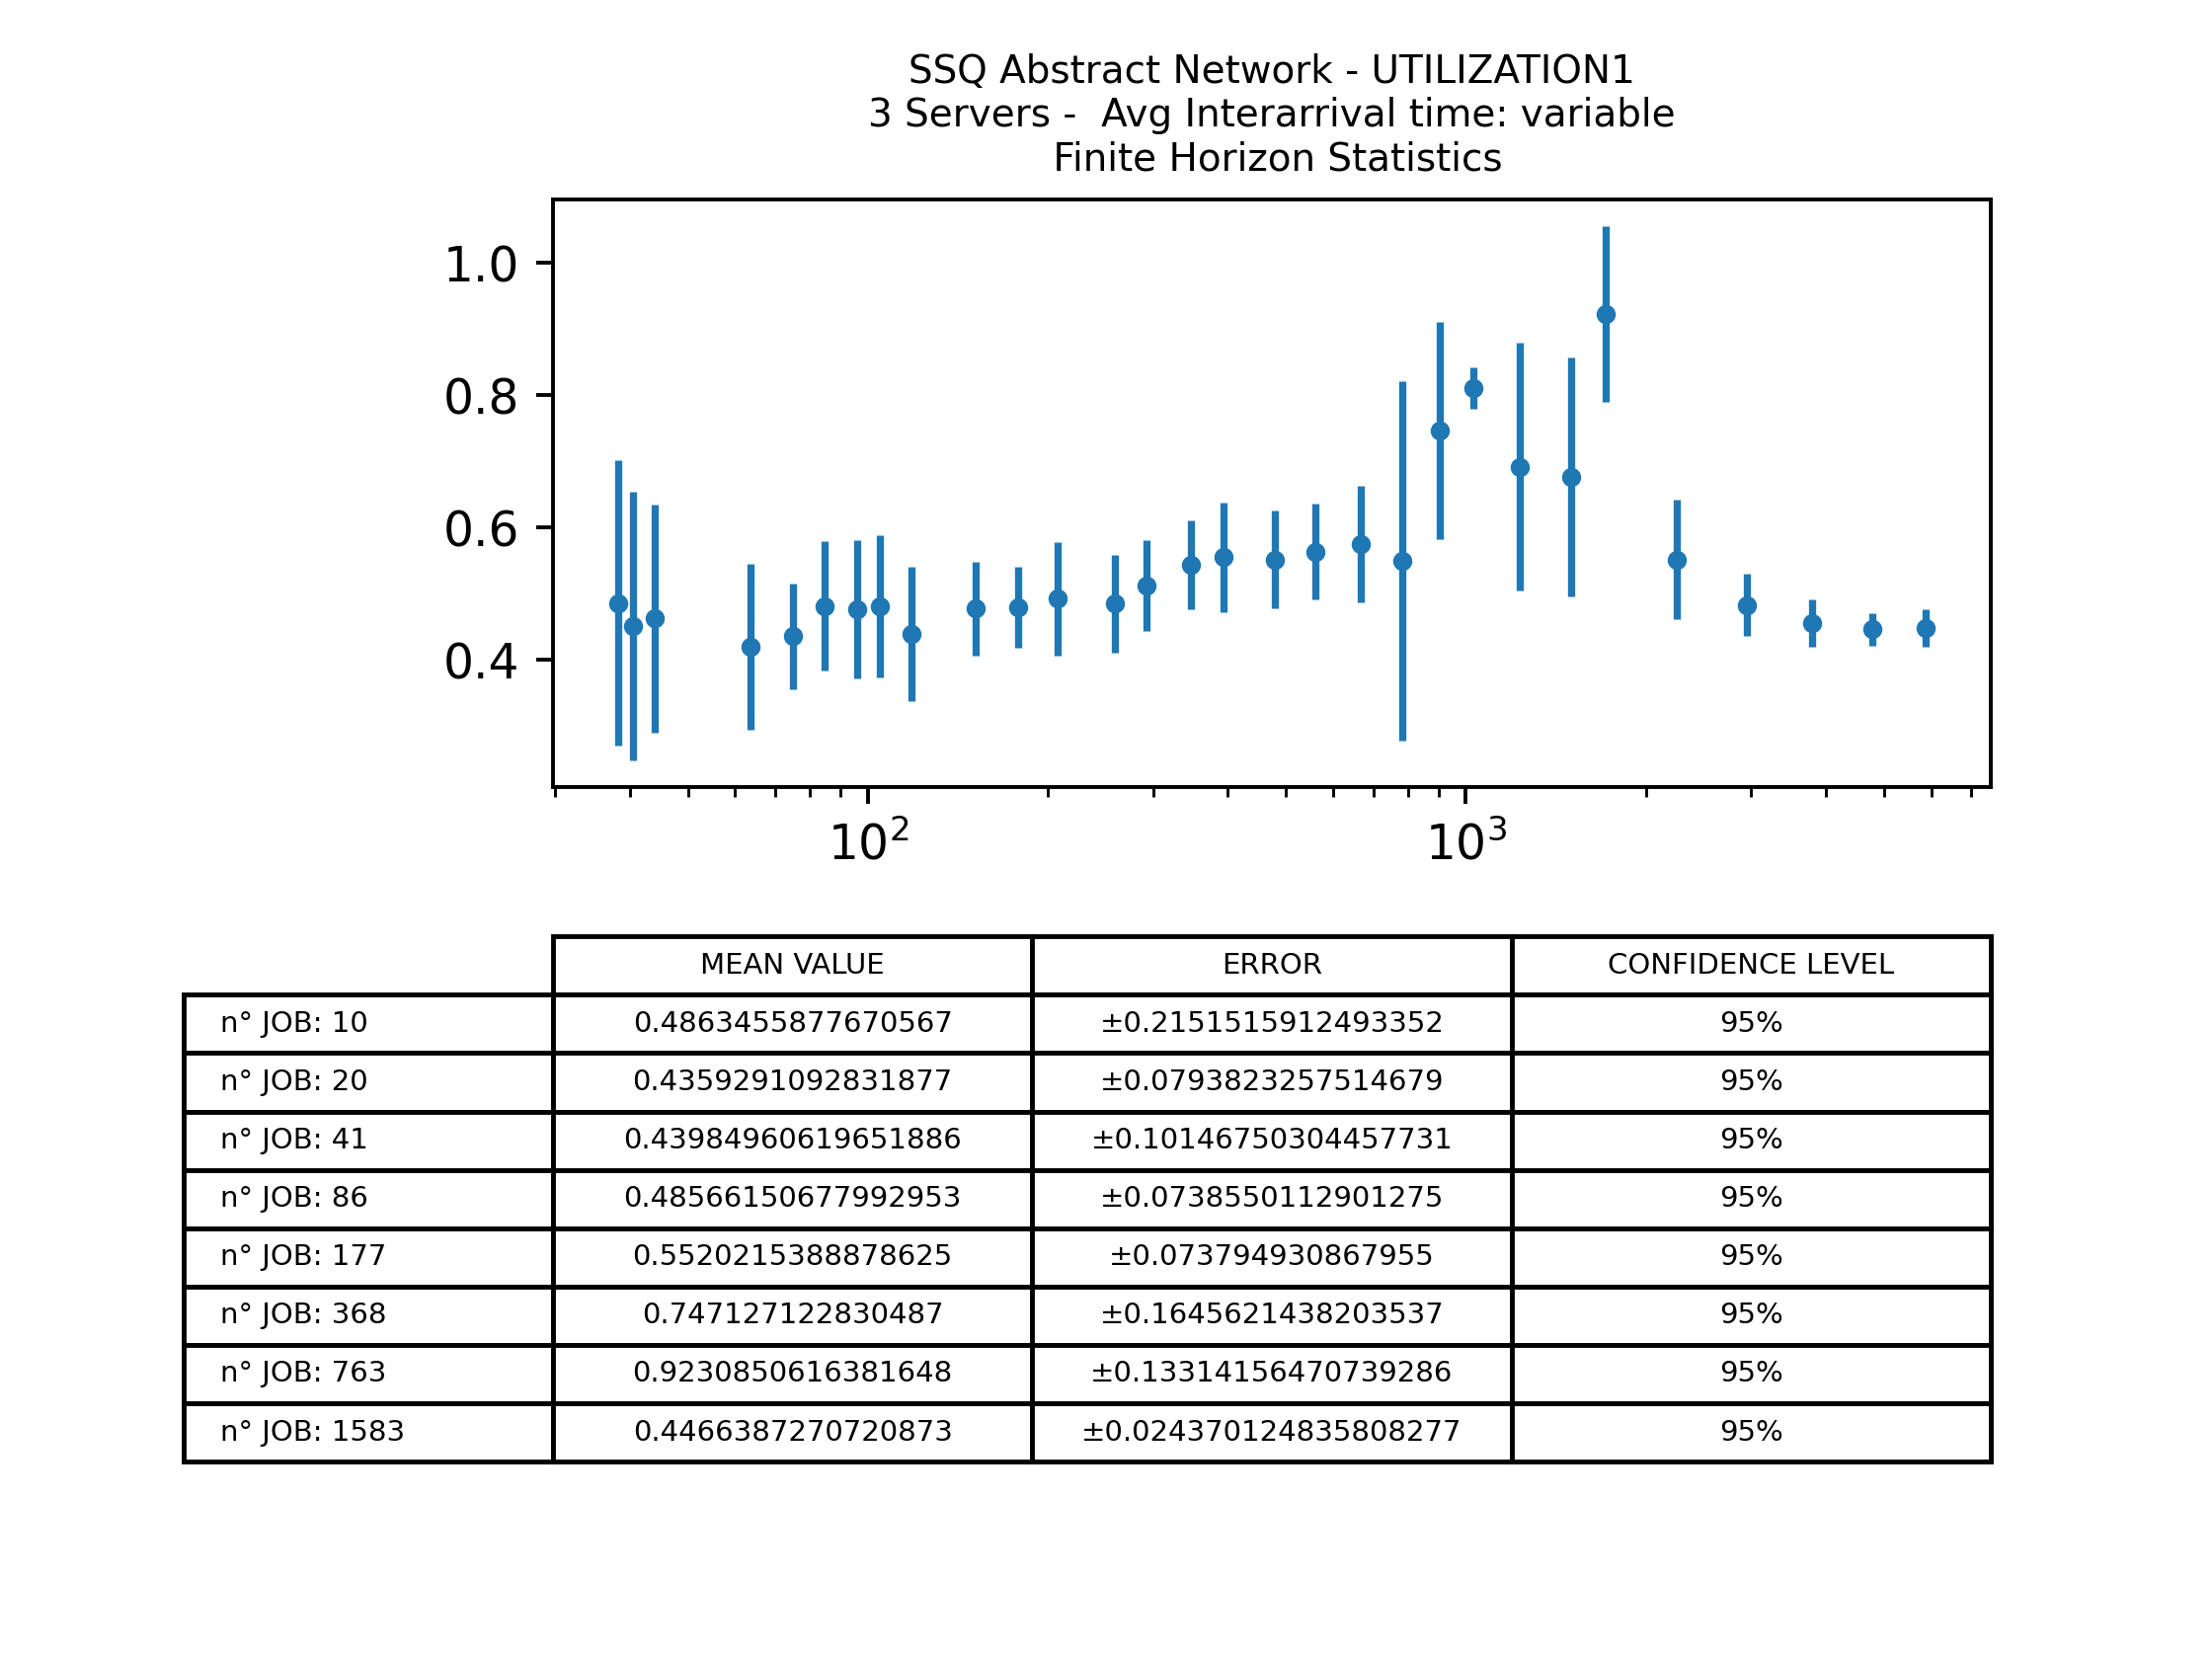 SSQ Abstract Network - UTILIZATION1
3 Servers -  Avg Interarrival time: variable
Finite Horizon Statistics
1.0
0.8
0.6
0.4
10² 10³
MEAN VALUE ERROR CONFIDENCE LEVEL
n° JOB: 10 0.4863455877670567 ±0.2151515912493352 95%
n° JOB: 20 0.4359291092831877 ±0.0793823257514679 95%
n° JOB: 41 0.43984960619651886 ±0.10146750304457731 95%
n° JOB: 86 0.48566150677992953 ±0.0738550112901275 95%
n° JOB: 177 0.5520215388878625 ±0.073794930867955 95%
n° JOB: 368 0.747127122830487 ±0.1645621438203537 95%
n° JOB: 763 0.9230850616381648 ±0.13314156470739286 95%
n° JOB: 1583 0.4466387270720873 ±0.024370124835808277 95%